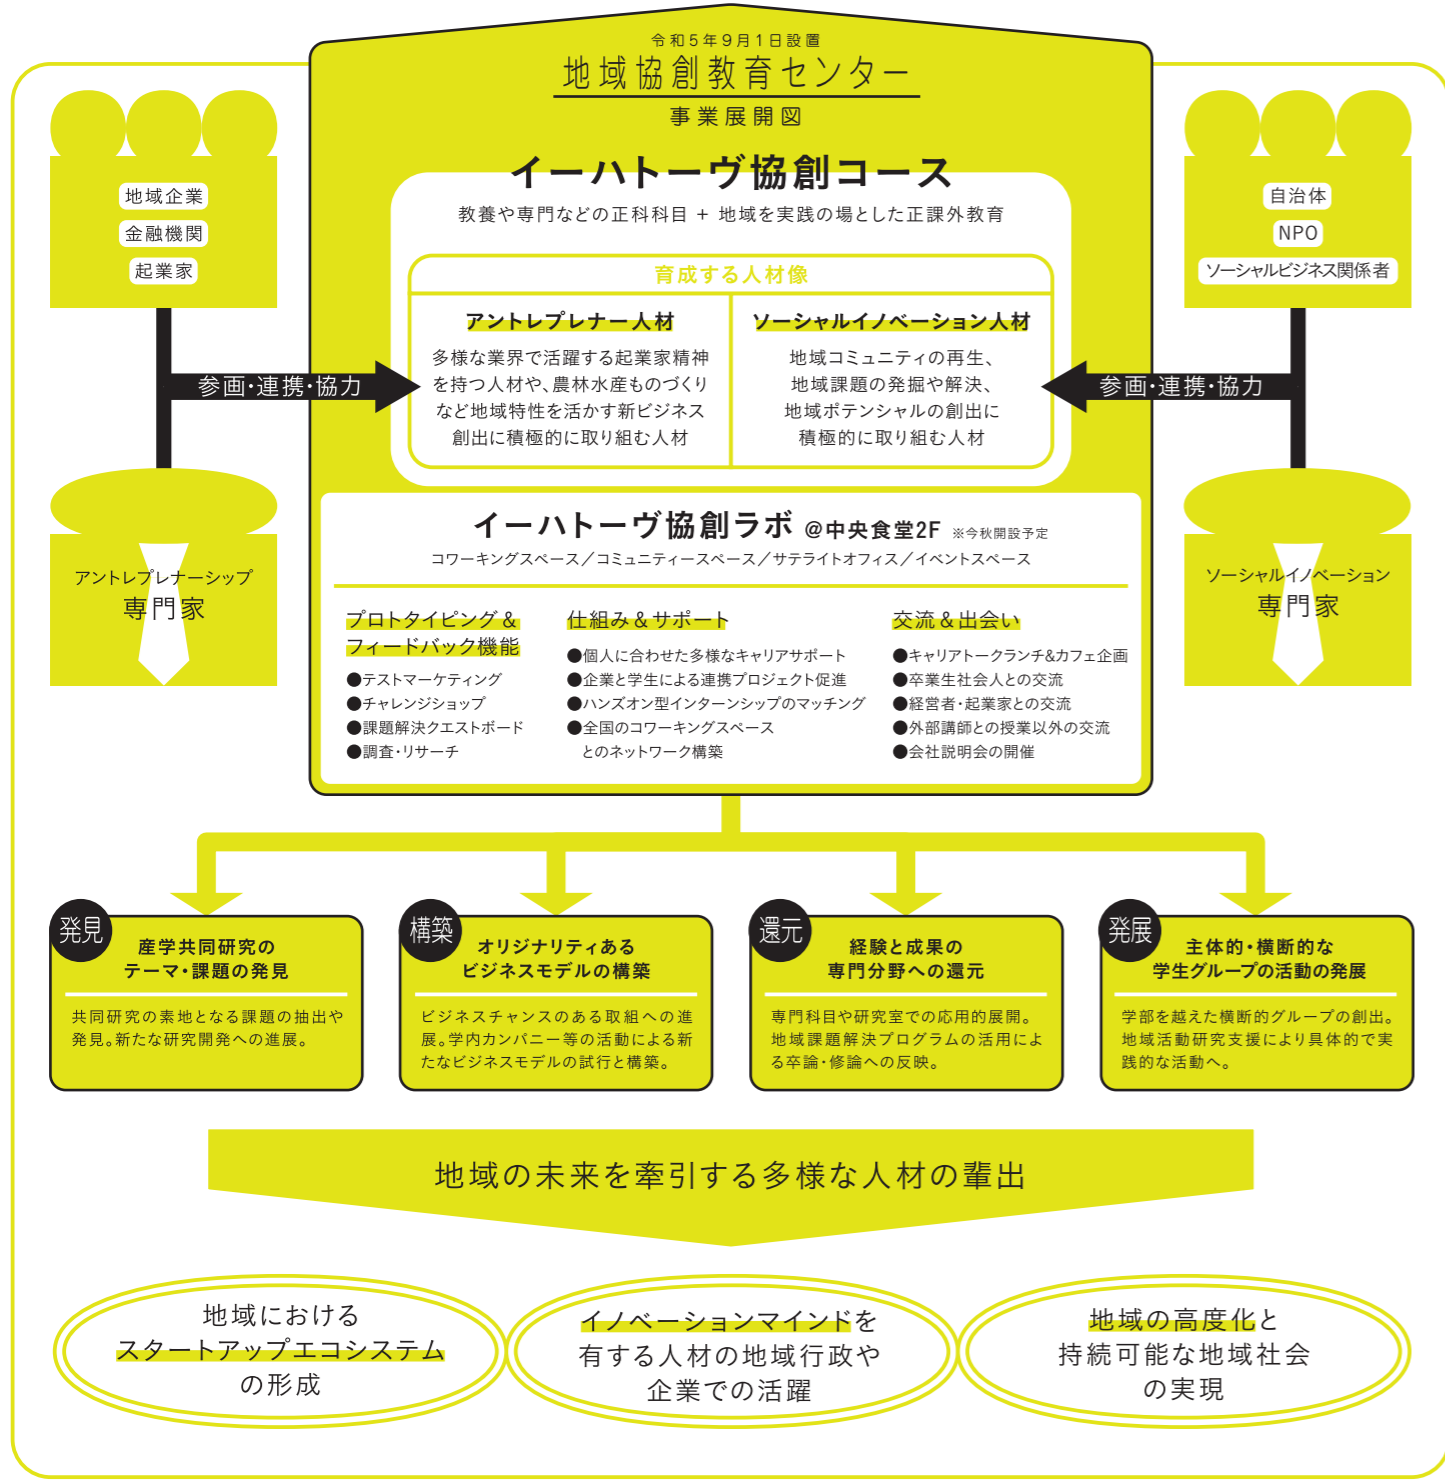 令和5年9月1日設置
地域協創教育センター
事業展開図
イーハトーヴ協創コース
教養や専門などの正科科目 + 地域を実践の場とした正課外教育
育成する人材像
アントレプレナー人材
多様な業界で活躍する起業家精神
を持つ人材や、農林水産ものづくり
など地域特性を活かす新ビジネス
創出に積極的に取り組む人材
ソーシャルイノベーション人材
地域コミュニティの再生、
地域課題の発掘や解決、
地域ポテンシャルの創出に
積極的に取り組む人材
地域企業
金融機関
起業家
参画・連携・協力
アントレプレナーシップ
専門家
自治体
NPO
ソーシャルビジネス関係者
参画・連携・協力
ソーシャルイノベーション
専門家
イーハトーヴ協創ラボ @中央食堂2F ※今秋開設予定
コワーキングスペース／コミュニティースペース／サテライトオフィス／イベントスペース
プロトタイピング &
フィードバック機能
●テストマーケティング
●チャレンジショップ
●課題解決クエストボード
●調査・リサーチ
仕組み & サポート
●個人に合わせた多様なキャリアサポート
●企業と学生による連携プロジェクト促進
●ハンズオン型インターンシップのマッチング
●全国のコワーキングスペース
とのネットワーク構築
交流 & 出会い
●キャリアトークランチ&カフェ企画
●卒業生社会人との交流
●経営者・起業家との交流
●外部講師との授業以外の交流
●会社説明会の開催
発見
産学共同研究の
テーマ・課題の発見
共同研究の素地となる課題の抽出や
発見。新たな研究開発への進展。
構築
オリジナリティある
ビジネスモデルの構築
ビジネスチャンスのある取組への進
展。学内カンパニー等の活動による新
たなビジネスモデルの試行と構築。
還元
経験と成果の
専門分野への還元
専門科目や研究室での応用的展開。
地域課題解決プログラムの活用によ
る卒論・修論への反映。
発展
主体的・横断的な
学生グループの活動の発展
学部を越えた横断的グループの創出。
地域活動研究支援により具体的で実
践的な活動へ。
地域の未来を牽引する多様な人材の輩出
地域における
スタートアップエコシステム
の形成
イノベーションマインドを
有する人材の地域行政や
企業での活躍
地域の高度化と
持続可能な地域社会
の実現